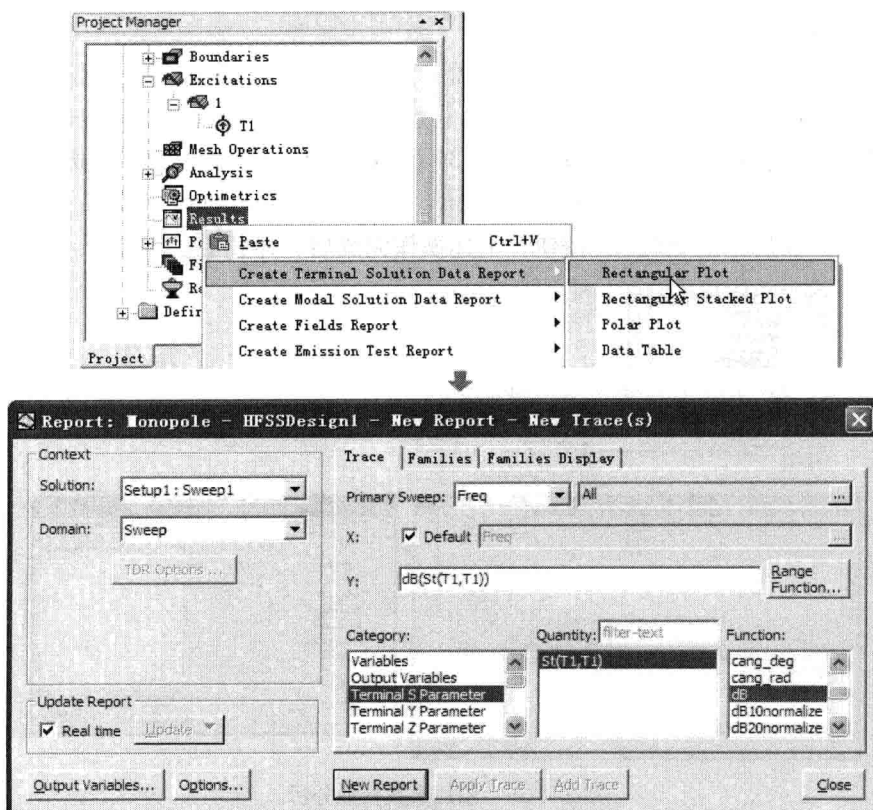 Project Manager
Boundaries
Excitations
1
T1
Mesh Operations
Analysis
Optimetrics
Results
Paste Ctrl+V
Create Terminal Solution Data Report
Rectangular Plot
Create Modal Solution Data Report
Rectangular Stacked Plot
Create Fields Report
Polar Plot
Create Emission Test Report
Data Table
Po
Fi
Ra
Defin
Project
Report: Monopole - HFSSDesign1 - New Report - New Trace(s)
Context
Solution: Setup1 : Sweep1
Domain: Sweep
TDR Options ...
Update Report
Real time Update
Output Variables... Options...
Trace Families Families Display
Primary Sweep: Freq All ...
X: Default Freq ...
Y: dB(St(T1,T1)) Range Function...
Category: Quantity: filter-text Function:
Variables
Output Variables
Terminal S Parameter
Terminal Y Parameter
Terminal Z Parameter
St(T1,T1)
cang_deg
cang_rad
dB
dB10normalize
dB20normalize
New Report Apply Trace Add Trace Close